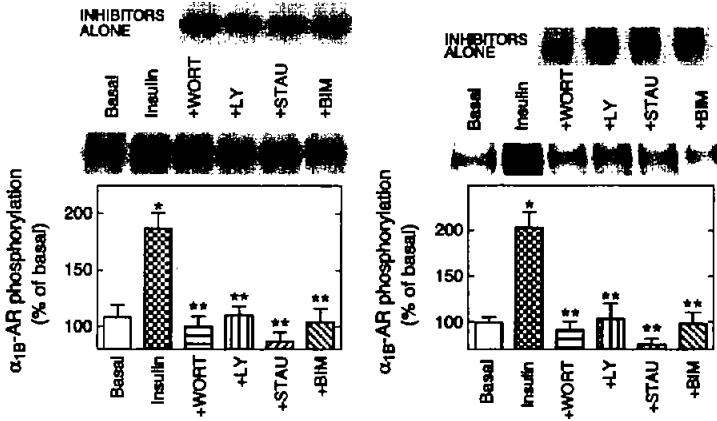 INHIBITORS
ALONE
Basal
Insulin
+WORT
+LY
+STAU
+BIM
α1B-AR phosphorylation
(% of basal)
200
150
100
*
**
**
**
**
Basal
Insulin
+WORT
+LY
+STAU
+BIM
INHIBITORS
ALONE
Basal
Insulin
+WORT
+LY
+STAU
+BIM
α1B-AR phosphorylation
(% of basal)
200
150
100
*
**
**
**
**
Basal
Insulin
+WORT
+LY
+STAU
+BIM